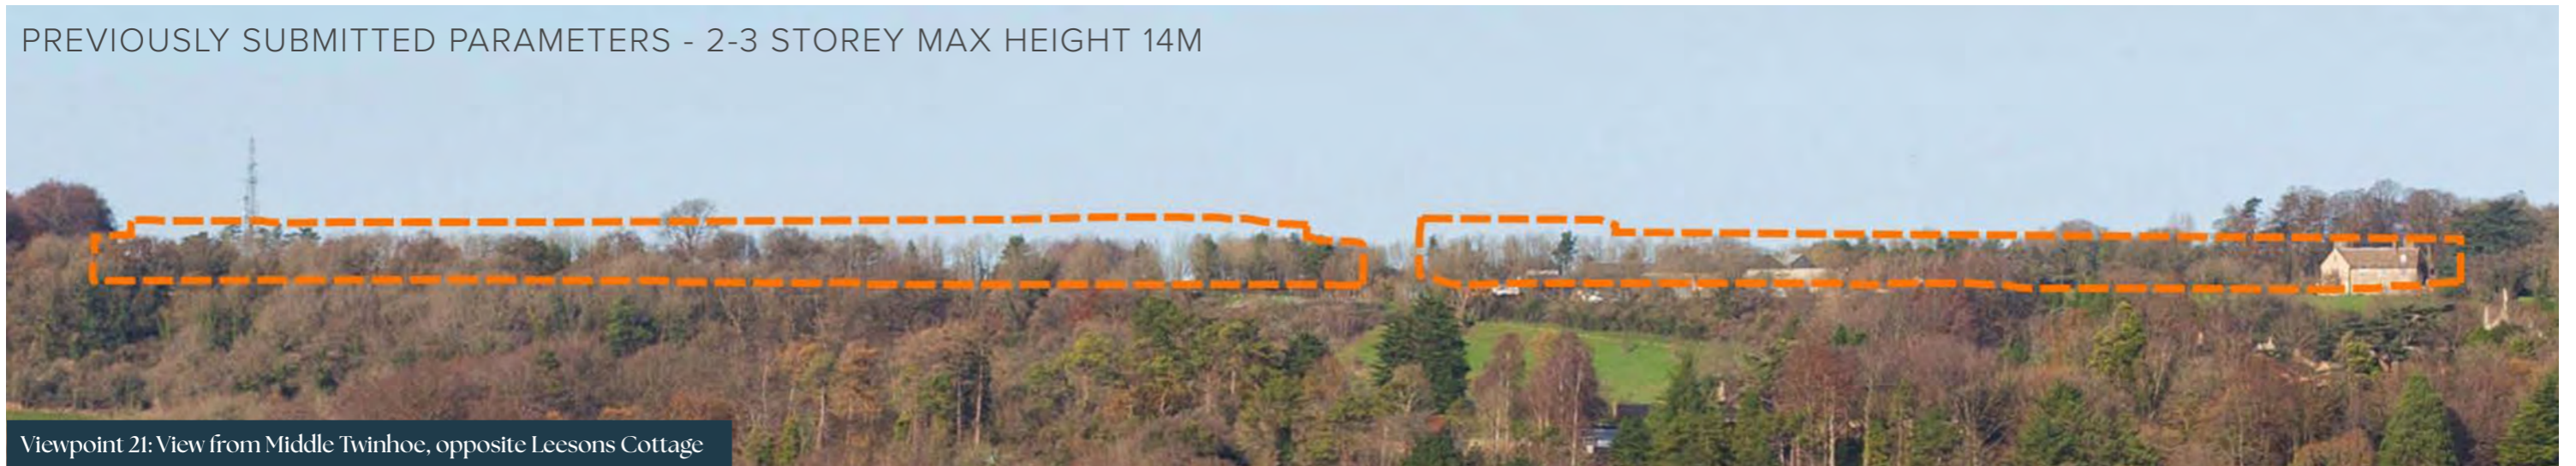 PREVIOUSLY SUBMITTED PARAMETERS - 2-3 STOREY MAX HEIGHT 14M
Viewpoint 21: View from Middle Twinhoe, opposite Leesons Cottage